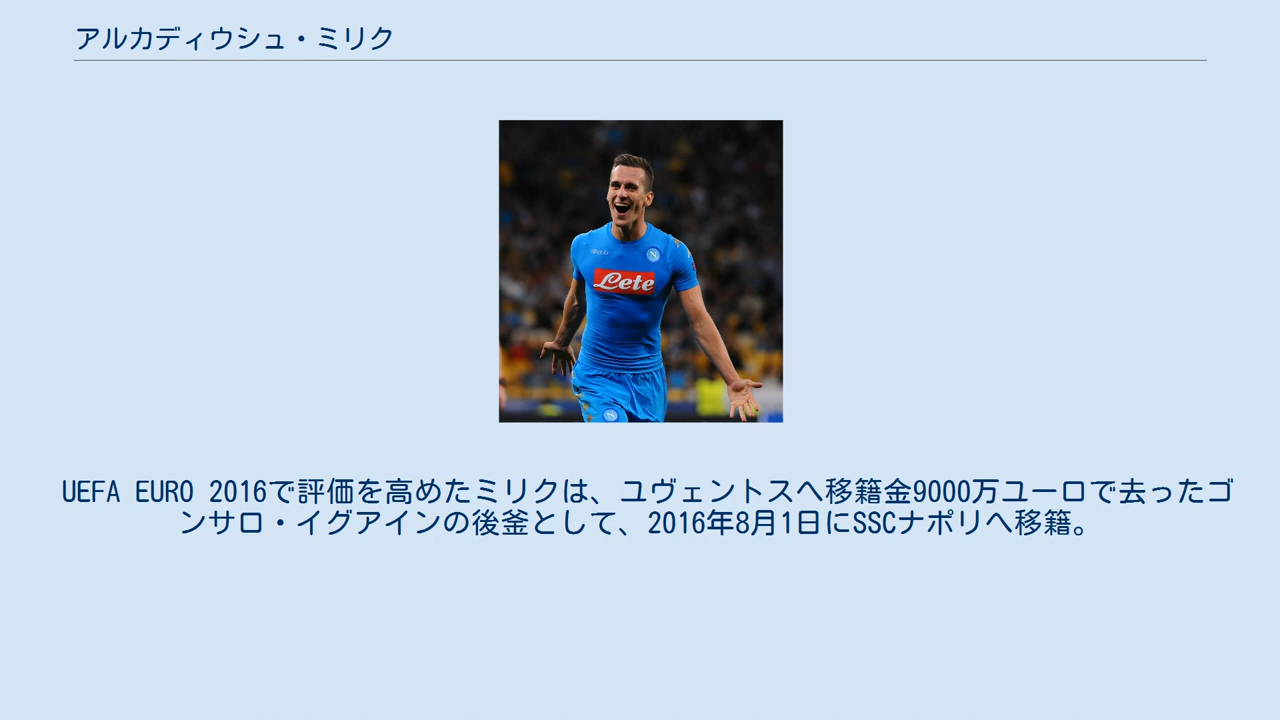 アルカディウシュ・ミリク
Lete
N
N
UEFA EURO 2016で評価を高めたミリクは、ユヴェントスへ移籍金9000万ユーロで去ったゴ
ンサロ・イグアインの後釜として、2016年8月1日にSSCナポリへ移籍。